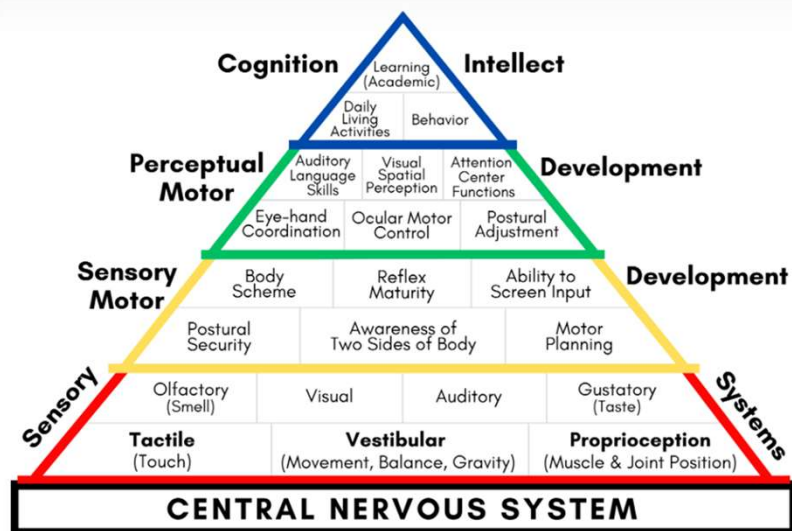 Cognition
Intellect
Learning
(Academic)
Daily
Living
Activities
Behavior
Perceptual
Motor
Development
Auditory
Language
Skills
Visual
Spatial
Perception
Attention
Center
Functions
Eye-hand
Coordination
Ocular Motor
Control
Postural
Adjustment
Sensory
Motor
Development
Body
Scheme
Reflex
Maturity
Ability to
Screen Input
Postural
Security
Awareness of
Two Sides of Body
Motor
Planning
Sensory
Systems
Olfactory
(Smell)
Visual
Auditory
Gustatory
(Taste)
Tactile
(Touch)
Vestibular
(Movement, Balance, Gravity)
Proprioception
(Muscle & Joint Position)
CENTRAL NERVOUS SYSTEM